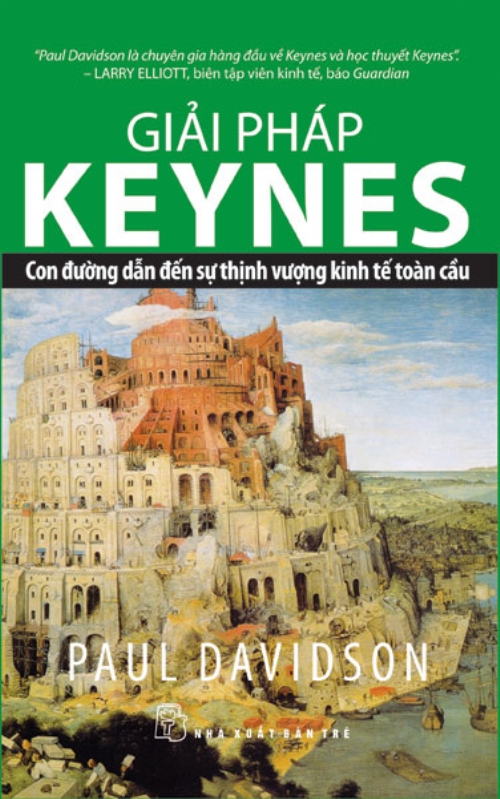 “Paul Davidson là chuyên gia hàng đầu về Keynes và học thuyết Keynes”.
– LARRY ELLIOTT, biên tập viên kinh tế, báo Guardian
GIẢI PHÁP
KEYNES
Con đường dẫn đến sự thịnh vượng kinh tế toàn cầu
PAUL DAVIDSON
NHÀ XUẤT BẢN TRẺ